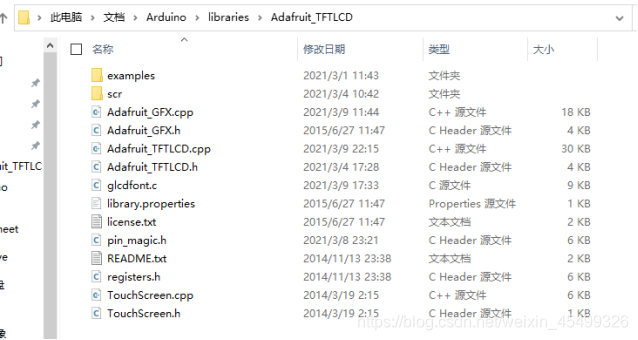 此电脑 > 文档 > Arduino > libraries > Adafruit_TFTLCD
名称 修改日期 类型 大小
examples 2021/3/1 11:43 文件夹
scr 2021/3/4 10:42 文件夹
Adafruit_GFX.cpp 2021/3/9 11:44 C++ 源文件 18 KB
Adafruit_GFX.h 2015/6/27 11:47 C Header 源文件 4 KB
Adafruit_TFTLCD.cpp 2021/3/9 22:15 C++ 源文件 30 KB
it_TFTLC Adafruit_TFTLCD.h 2021/3/4 17:28 C Header 源文件 4 KB
no glcdfont.c 2021/3/9 17:33 C 源文件 9 KB
library.properties 2015/6/27 11:47 Properties 源文件 1 KB
license.txt 2015/6/27 11:47 文本文档 2 KB
neet pin_magic.h 2021/3/8 23:21 C Header 源文件 6 KB
ve README.txt 2014/11/13 23:38 文本文档 2 KB
registers.h 2014/11/13 23:38 C Header 源文件 6 KB
TouchScreen.cpp 2014/3/19 2:15 C++ 源文件 6 KB
TouchScreen.h 2014/3/19 2:15 C Header 源文件 1 KB
https://blog.csdn.net/weixin_45499326